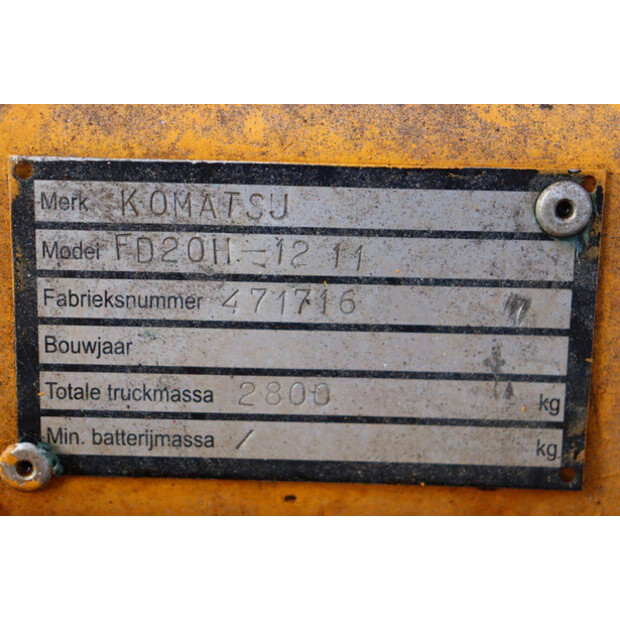 Merk KOMATSU
Model FD20H-12 11
Fabrieksnummer 471716
Bouwjaar
Totale truckmassa 2800 kg
Min. batterijmassa / kg